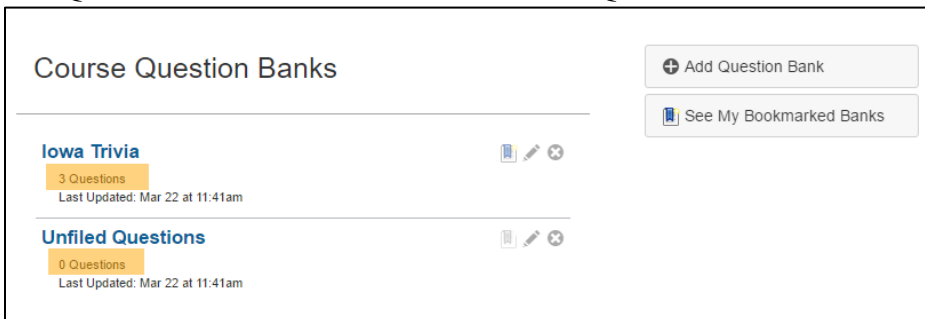 Course Question Banks
Add Question Bank
See My Bookmarked Banks
Iowa Trivia
3 Questions
Last Updated: Mar 22 at 11:41am
Unfiled Questions
0 Questions
Last Updated: Mar 22 at 11:41am